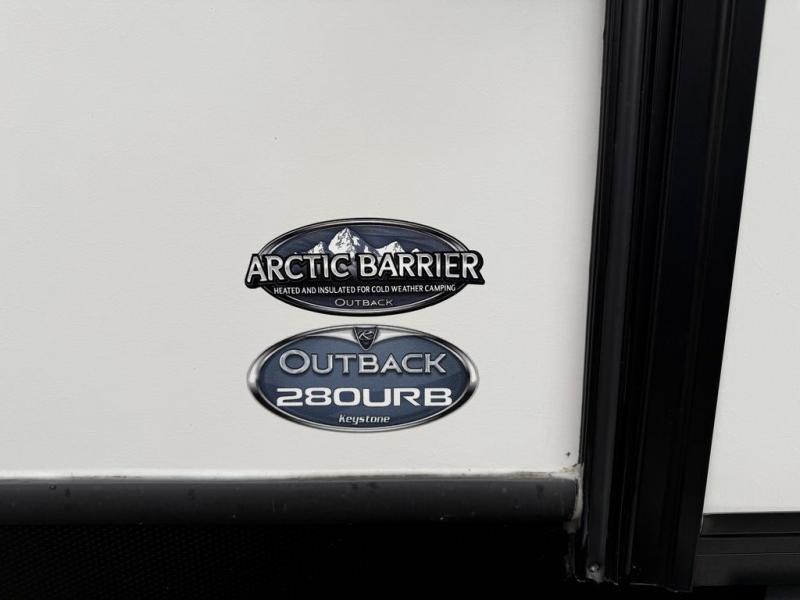 ARCTIC BARRIER
HEATED AND INSULATED FOR COLD WEATHER CAMPING
OUTBACK
OUTBACK
280URB
Keystone